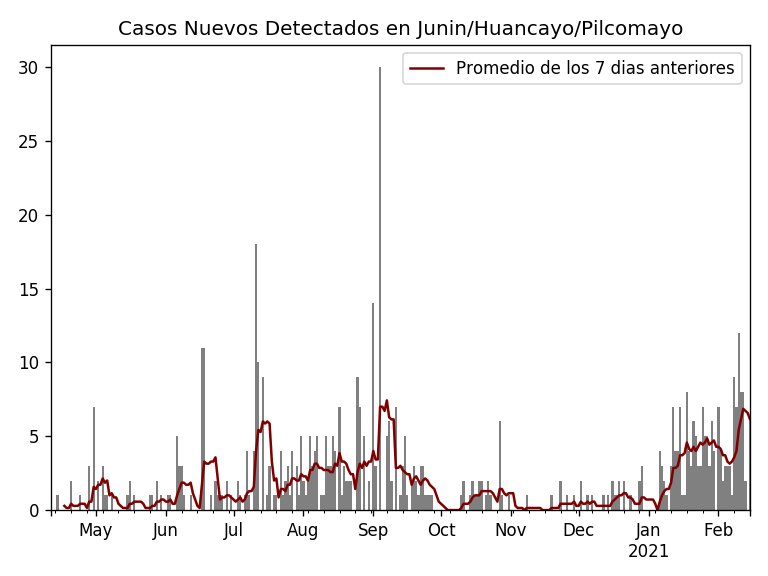 Casos Nuevos Detectados en Junin/Huancayo/Pilcomayo
Promedio de los 7 dias anteriores
30
25
20
15
10
5
0
May Jun Jul Aug Sep Oct Nov Dec Jan Feb
2021